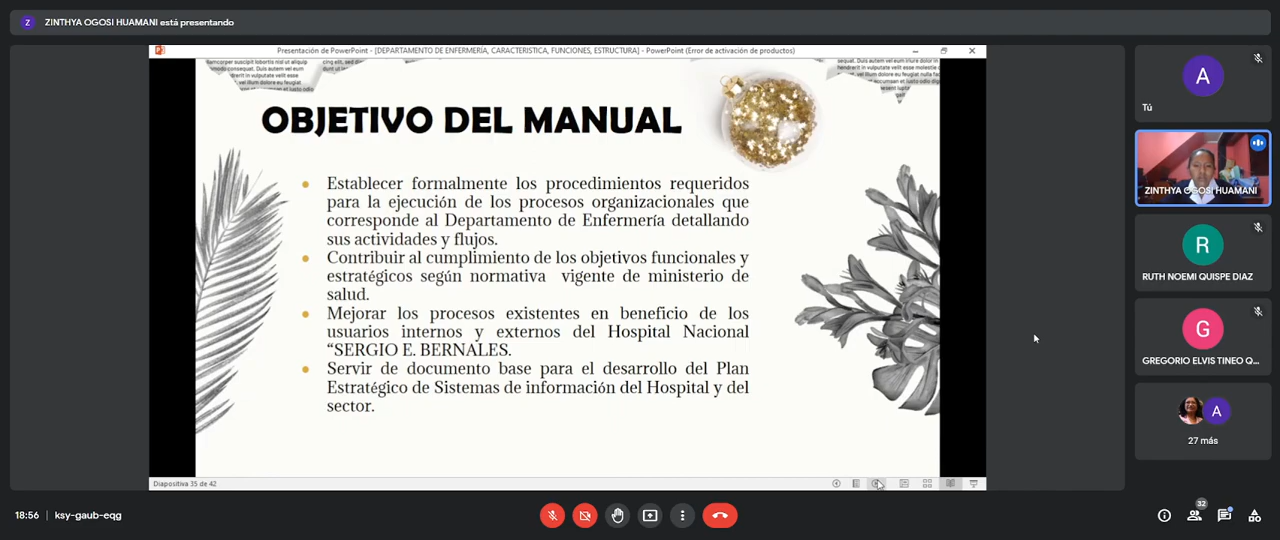 Z ZINTHYA OGOSI HUAMANI está presentando
Presentación de PowerPoint - [DEPARTAMENTO DE ENFERMERÍA, CARACTERISTICA, FUNCIONES, ESTRUCTURA] - PowerPoint (Error de activación de productos)
OBJETIVO DEL MANUAL
Establecer formalmente los procedimientos requeridos
para la ejecución de los procesos organizacionales que
corresponde al Departamento de Enfermería detallando
sus actividades y flujos.
Contribuir al cumplimiento de los objetivos funcionales y
estratégicos según normativa vigente de ministerio de
salud.
Mejorar los procesos existentes en beneficio de los
usuarios internos y externos del Hospital Nacional
“SERGIO E. BERNALES.
Servir de documento base para el desarrollo del Plan
Estratégico de Sistemas de información del Hospital y del
sector.
Diapositiva 35 de 42
A
Tú
ZINTHYA OGOSI HUAMANI
R
RUTH NOEMI QUISPE DIAZ
G
GREGORIO ELVIS TINEO Q...
A
27 más
18:56 | ksy-gaub-eqg
32